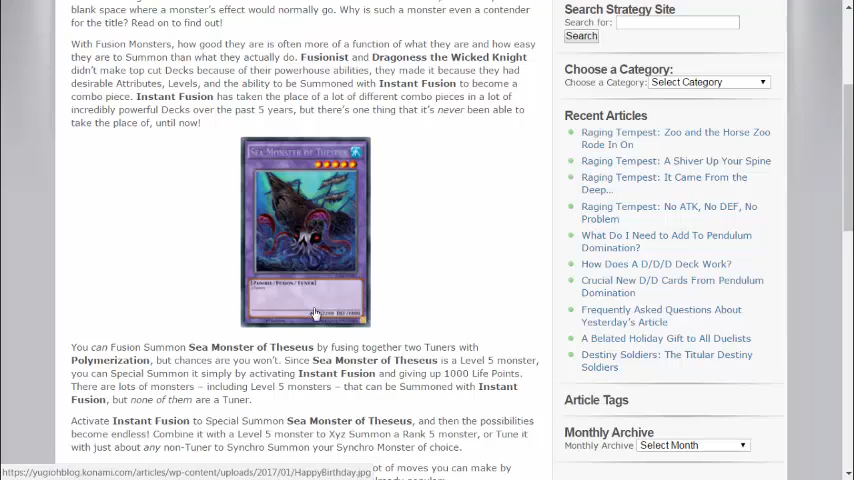 blank space where a monster's effect would normally go. Why is such a monster even a contender
for the title? Read on to find out!
With Fusion Monsters, how good they are is often more of a function of what they are and how easy
they are to Summon than what they actually do. Fusionist and Dragoness the Wicked Knight
didn't make top cut Decks because of their powerhouse abilities, they made it because they had
desirable Attributes, Levels, and the ability to be Summoned with Instant Fusion to become a
combo piece. Instant Fusion has taken the place of a lot of different combo pieces in a lot of
incredibly powerful Decks over the past 5 years, but there's one thing that it's never been able to
take the place of, until now!
SEA MONSTER OF THESEUS
[ZOMBIE/FUSION/TUNER]
You can Fusion Summon Sea Monster of Theseus by fusing together two Tuners with
Polymerization, but chances are you won't. Since Sea Monster of Theseus is a Level 5 monster,
you can Special Summon it simply by activating Instant Fusion and giving up 1000 Life Points.
There are lots of monsters – including Level 5 monsters – that can be Summoned with Instant
Fusion, but none of them are a Tuner.
Activate Instant Fusion to Special Summon Sea Monster of Theseus, and then the possibilities
become endless! Combine it with a Level 5 monster to Xyz Summon a Rank 5 monster, or Tune it
with just about any non-Tuner to Synchro Summon your Synchro Monster of choice.
ot of moves you can make by
https://yugiohblog.konami.com/articles/wp-content/uploads/2017/01/HappyBirthday.jpg
already popular
Search Strategy Site
Search for:
Search
Choose a Category:
Choose a Category: Select Category
Recent Articles
Raging Tempest: Zoo and the Horse Zoo
Rode In On
Raging Tempest: A Shiver Up Your Spine
Raging Tempest: It Came From the
Deep...
Raging Tempest: No ATK, No DEF, No
Problem
What Do I Need to Add To Pendulum
Domination?
How Does A D/D/D Deck Work?
Crucial New D/D Cards From Pendulum
Domination
Frequently Asked Questions About
Yesterday's Article
A Belated Holiday Gift to All Duelists
Destiny Soldiers: The Titular Destiny
Soldiers
Article Tags
Monthly Archive
Monthly Archive Select Month